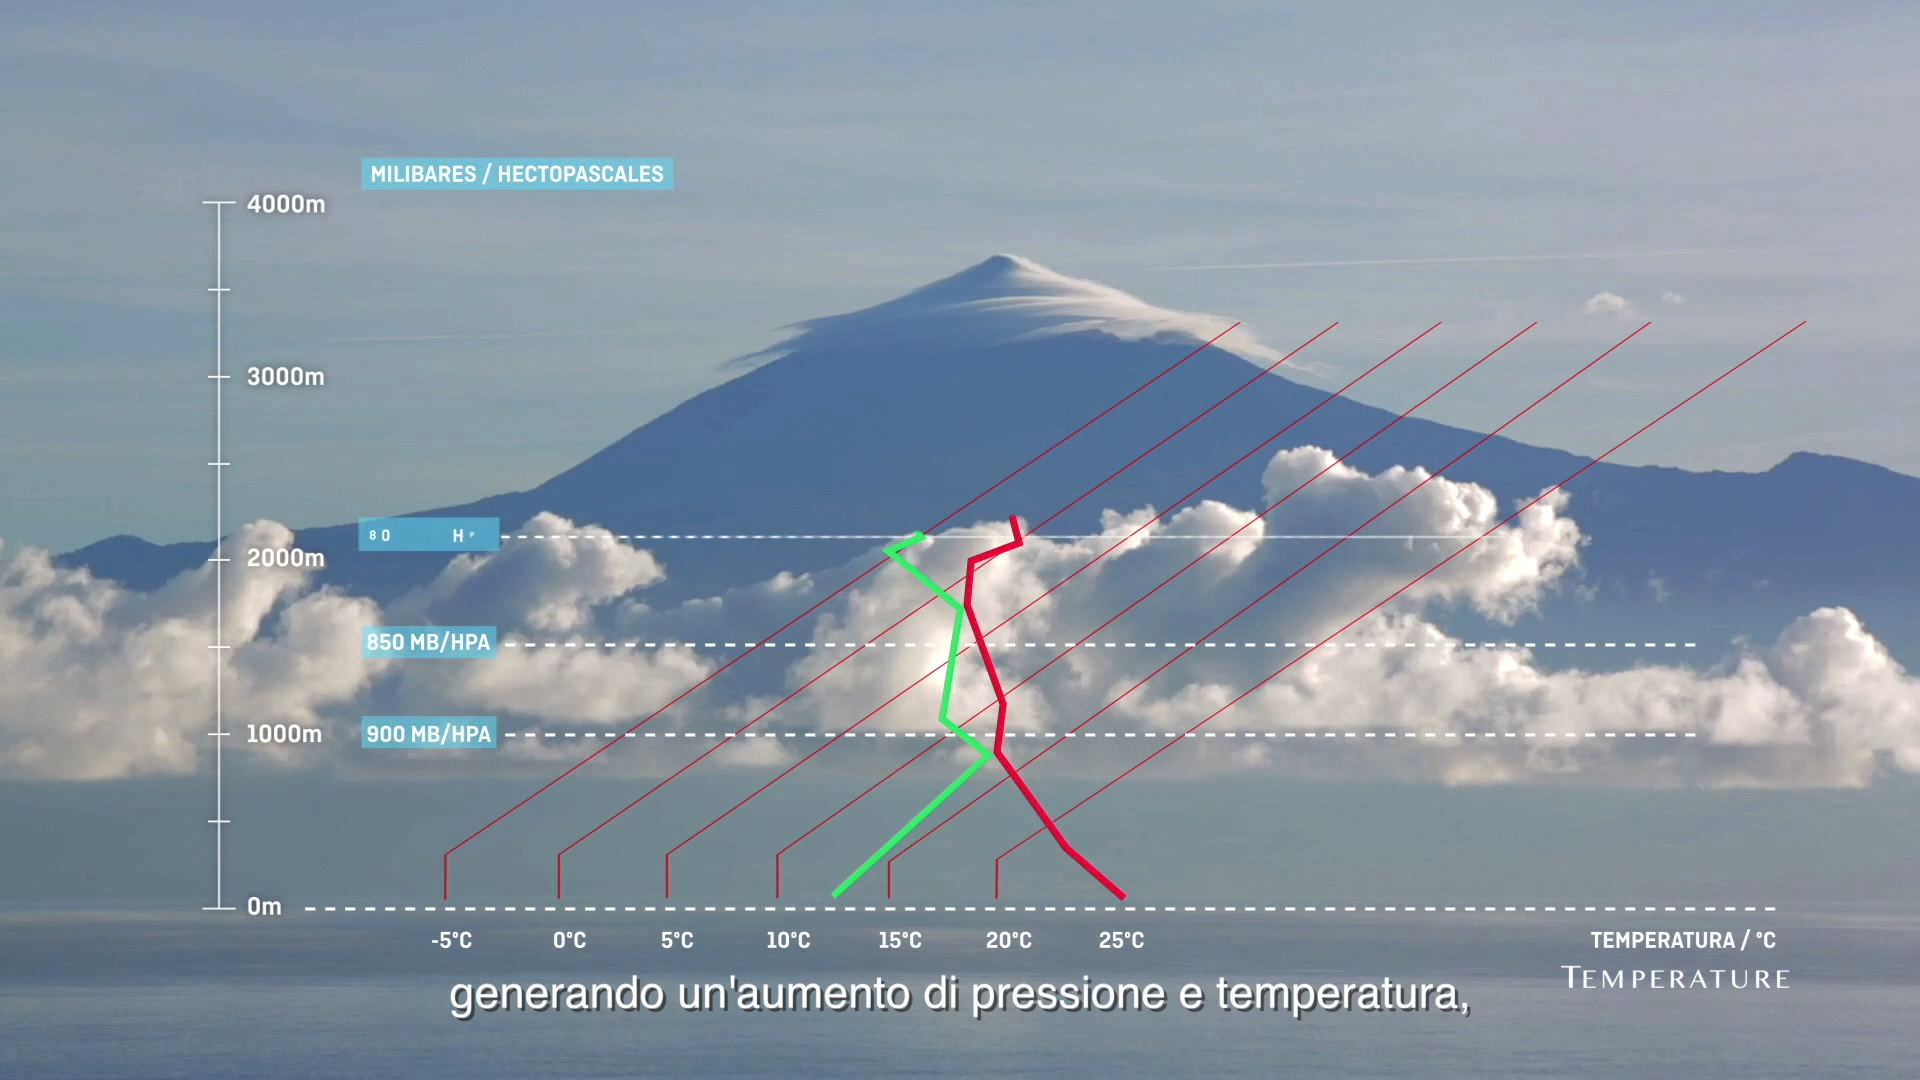 MILIBARES / HECTOPASCALES
4000m
3000m
2000m
850 MB/HPA
900 MB/HPA
1000m
0m
-5°C 0°C 5°C 10°C 15°C 20°C 25°C
TEMPERATURA / °C
TEMPERATURE
generando un'aumento di pressione e temperatura,